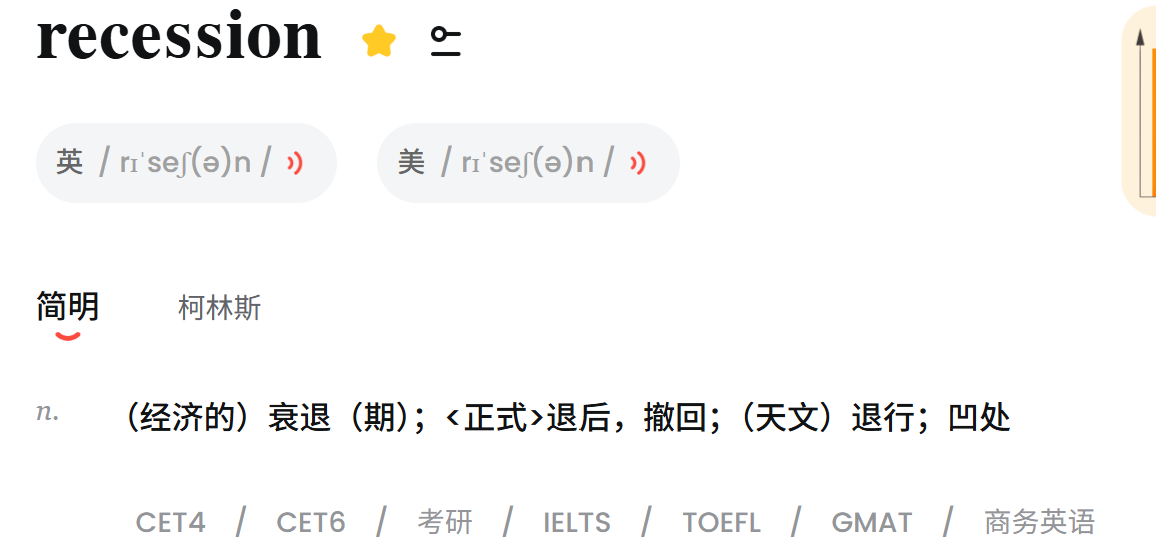 recession
英 / rɪˈseʃ(ə)n / 美 / rɪˈseʃ(ə)n /
简明 柯林斯
n. （经济的）衰退（期）；<正式>退后，撤回；（天文）退行；凹处
CET4 / CET6 / 考研 / IELTS / TOEFL / GMAT / 商务英语